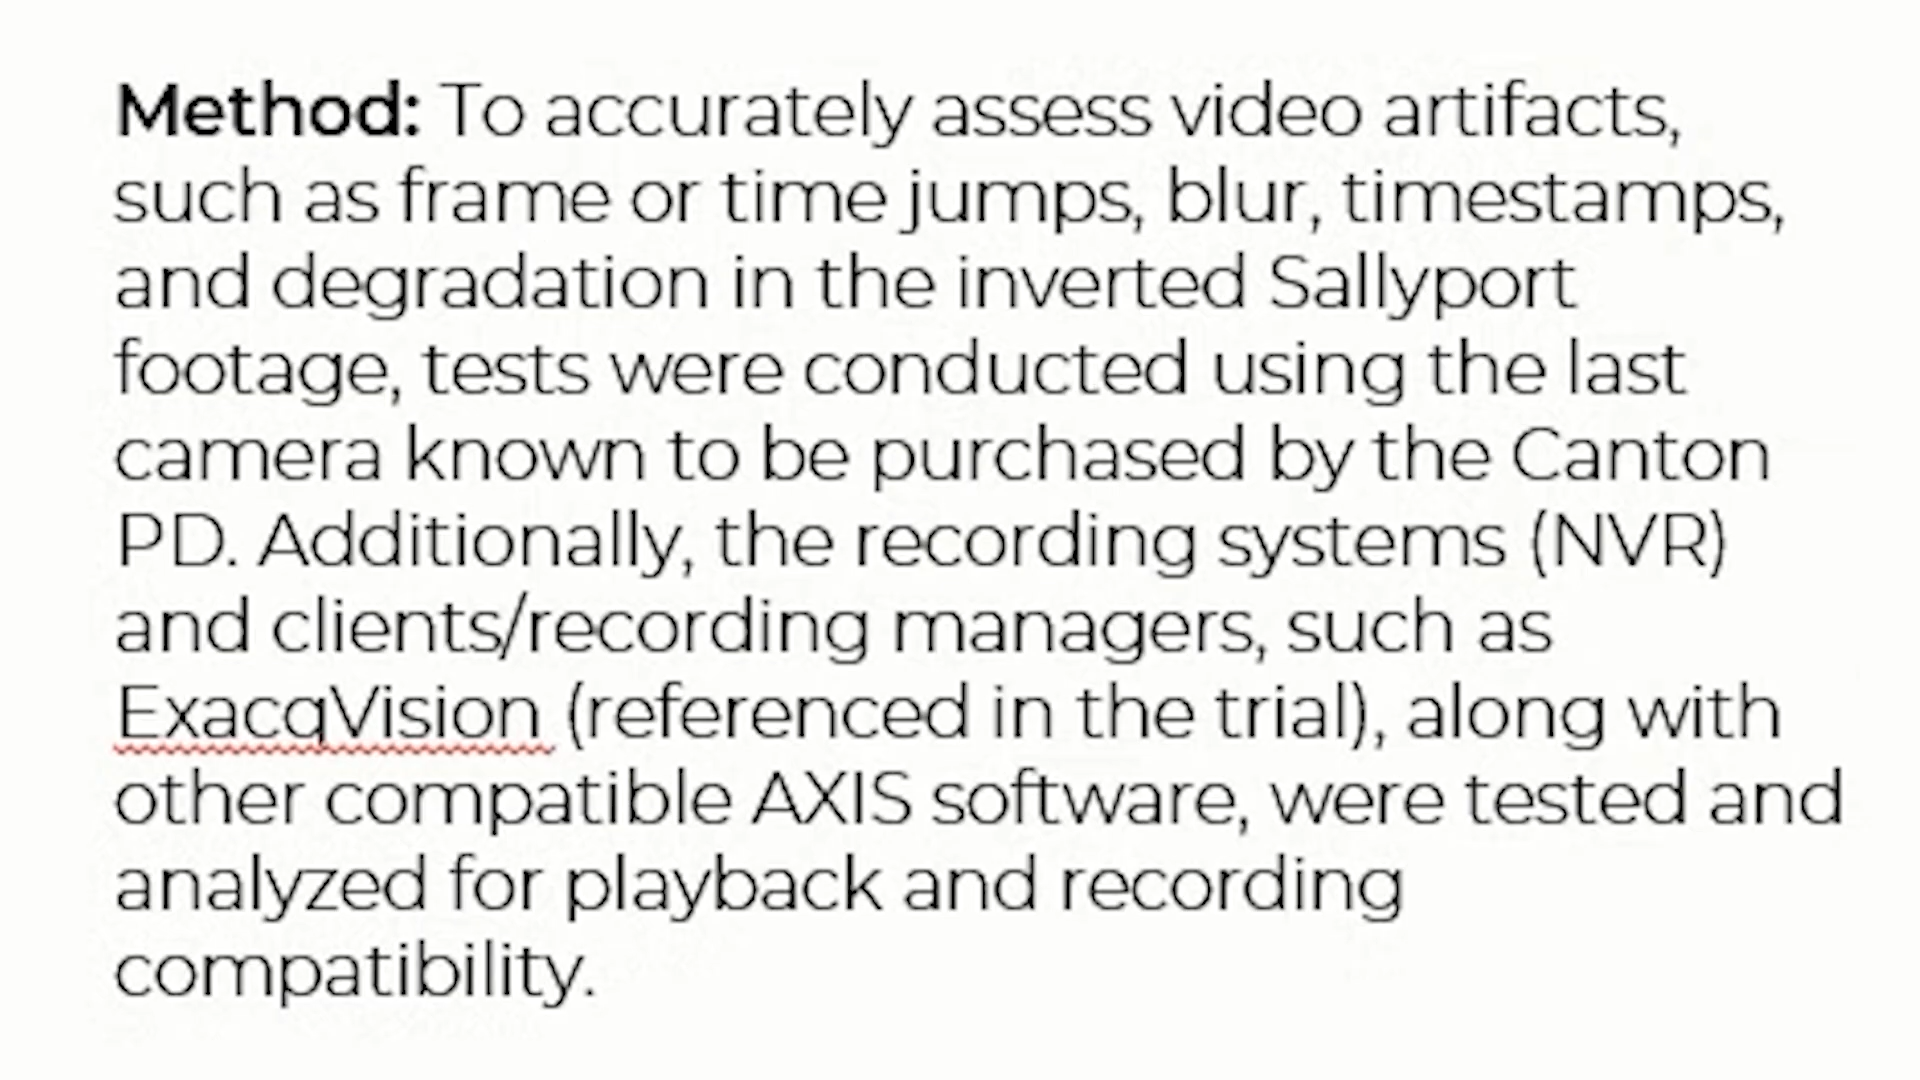 Method: To accurately assess video artifacts,
such as frame or time jumps, blur, timestamps,
and degradation in the inverted Sallyport
footage, tests were conducted using the last
camera known to be purchased by the Canton
PD. Additionally, the recording systems (NVR)
and clients/recording managers, such as
ExacqVision (referenced in the trial), along with
other compatible AXIS software, were tested and
analyzed for playback and recording
compatibility.